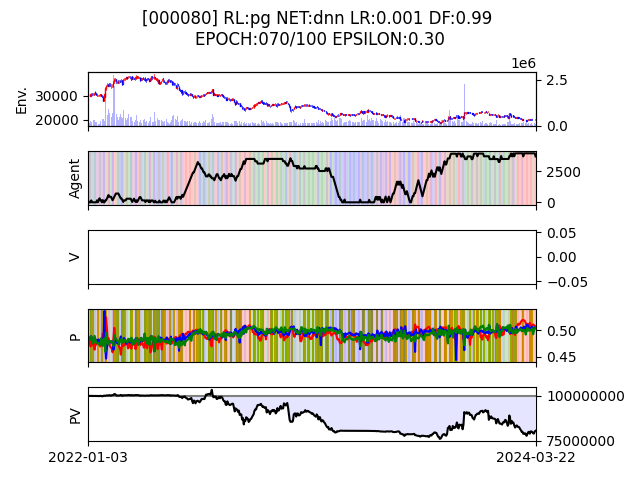 [000080] RL:pg NET:dnn LR:0.001 DF:0.99
EPOCH:070/100 EPSILON:0.30
1e6
Env.
30000
20000
2.5
0.0
Agent
2500
0
V
0.05
0.00
−0.05
P
0.50
0.45
PV
100000000
75000000
2022-01-03
2024-03-22